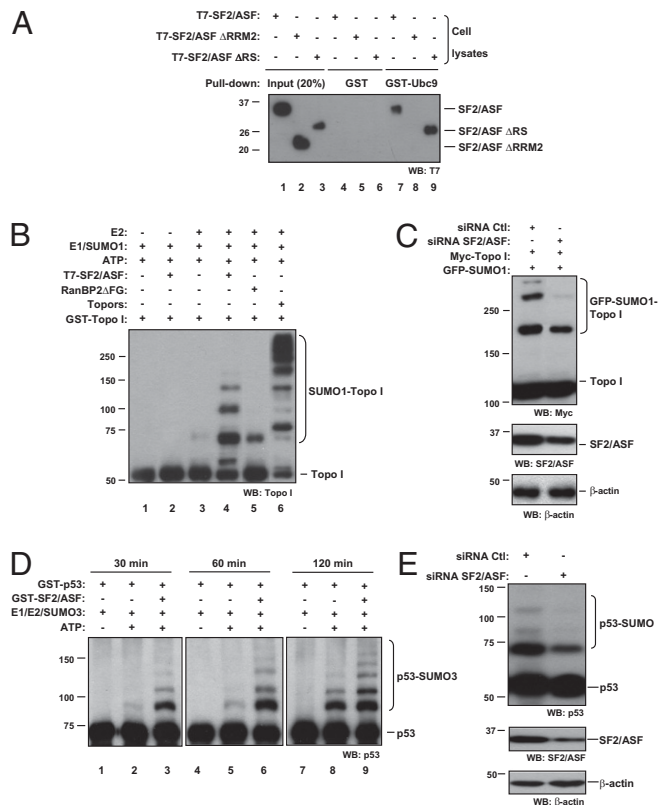 A
T7-SF2/ASF: + - - + - - + - -
T7-SF2/ASF ΔRRM2: - + - - + - - + -
T7-SF2/ASF ΔRS: - - + - - + - - +
Cell lysates
Pull-down: Input (20%) GST GST-Ubc9
37
26
20
SF2/ASF
SF2/ASF ΔRS
SF2/ASF ΔRRM2
WB: T7
1 2 3 4 5 6 7 8 9
B
E2: - - + + + +
E1/SUMO1: + + + + + +
ATP: + + + + + +
T7-SF2/ASF: - + - + - -
RanBP2ΔFG: - - - - + -
Topors: - - - - - +
GST-Topo I: + + + + + +
250
150
100
75
50
SUMO1-Topo I
Topo I
WB: Topo I
1 2 3 4 5 6
C
siRNA Ctl: + -
siRNA SF2/ASF: - +
Myc-Topo I: + +
GFP-SUMO1: + +
250
150
100
GFP-SUMO1-Topo I
Topo I
WB: Myc
37
SF2/ASF
WB: SF2/ASF
50
β-actin
WB: β-actin
D
30 min 60 min 120 min
GST-p53: + + + + + + + + +
GST-SF2/ASF: - - + - - + - - +
E1/E2/SUMO3: + + + + + + + + +
ATP: - + + - + + - + +
150
100
75
p53-SUMO3
p53
WB: p53
1 2 3 4 5 6 7 8 9
E
siRNA Ctl: + -
siRNA SF2/ASF: - +
150
100
75
50
p53-SUMO
p53
WB: p53
37
SF2/ASF
WB: SF2/ASF
50
β-actin
WB: β-actin